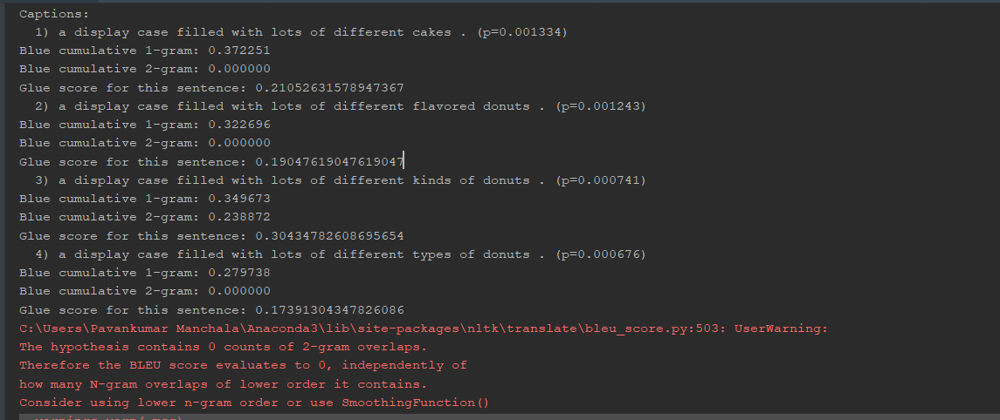 Captions:
1) a display case filled with lots of different cakes . (p=0.001334)
Blue cumulative 1-gram: 0.372251
Blue cumulative 2-gram: 0.000000
Glue score for this sentence: 0.21052631578947367
2) a display case filled with lots of different flavored donuts . (p=0.001243)
Blue cumulative 1-gram: 0.322696
Blue cumulative 2-gram: 0.000000
Glue score for this sentence: 0.19047619047619047
3) a display case filled with lots of different kinds of donuts . (p=0.000741)
Blue cumulative 1-gram: 0.349673
Blue cumulative 2-gram: 0.238872
Glue score for this sentence: 0.30434782608695654
4) a display case filled with lots of different types of donuts . (p=0.000676)
Blue cumulative 1-gram: 0.279738
Blue cumulative 2-gram: 0.000000
Glue score for this sentence: 0.17391304347826086
C:\Users\Pavankumar Manchala\Anaconda3\lib\site-packages\nltk\translate\bleu_score.py:503: UserWarning:
The hypothesis contains 0 counts of 2-gram overlaps.
Therefore the BLEU score evaluates to 0, independently of
how many N-gram overlaps of lower order it contains.
Consider using lower n-gram order or use SmoothingFunction()